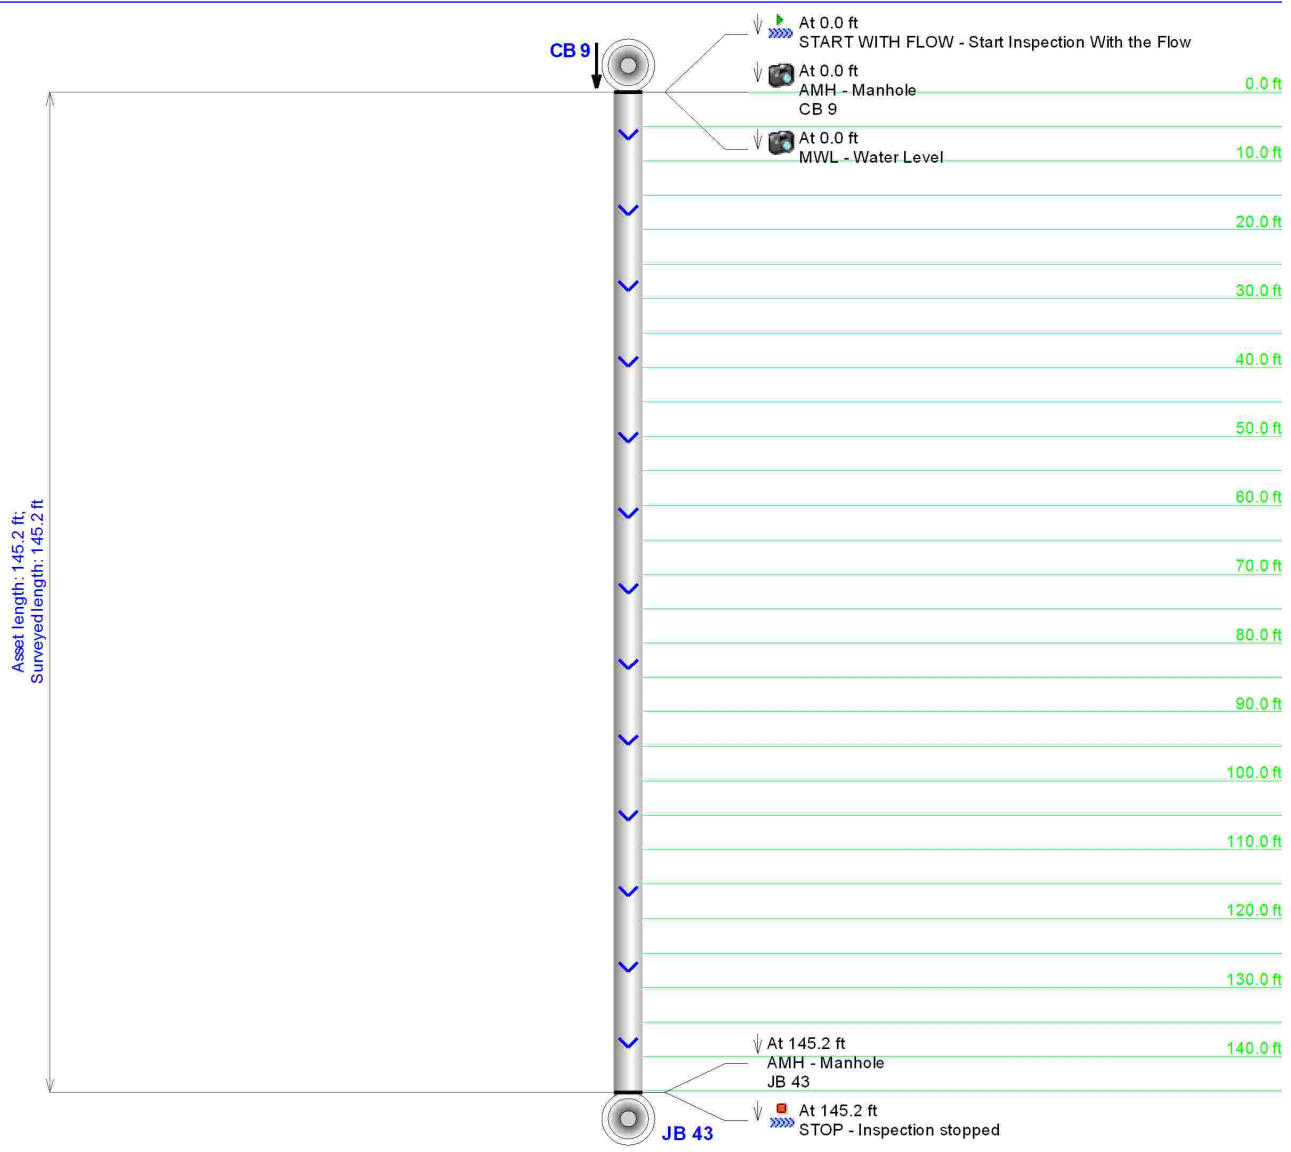 At 0.0 ft
START WITH FLOW - Start Inspection With the Flow
CB 9
At 0.0 ft
AMH - Manhole
CB 9
0.0 ft
At 0.0 ft
MWL - Water Level
10.0 ft
20.0 ft
30.0 ft
40.0 ft
50.0 ft
60.0 ft
Asset length: 145.2 ft;
Surveyed length: 145.2 ft
70.0 ft
80.0 ft
90.0 ft
100.0 ft
110.0 ft
120.0 ft
130.0 ft
140.0 ft
At 145.2 ft
AMH - Manhole
JB 43
At 145.2 ft
STOP - Inspection stopped
JB 43